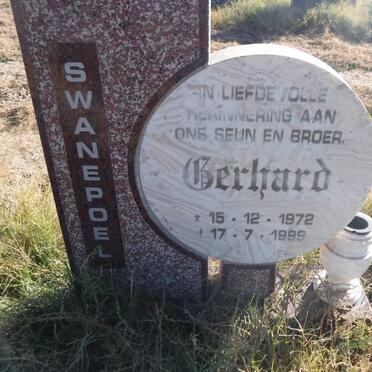 SWANEPOEL
IN LIEFDEVOLLE
HERINNERING AAN
ONS SEUN EN BROER.
Gerhard
* 15 - 12 - 1972
† 17 - 7 - 1999